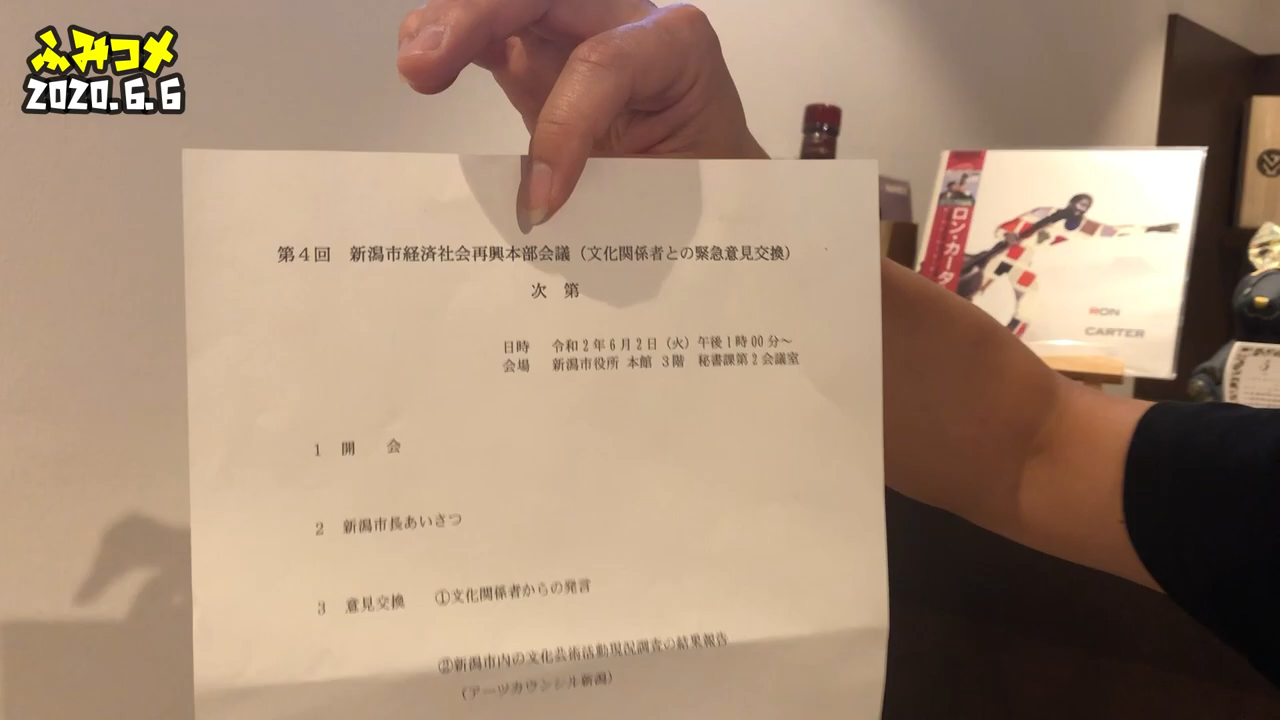 ふみコメ
2020.6.6
第4回　新潟市経済社会再興本部会議（文化関係者との緊急意見交換）
次　第
日時　令和2年6月2日（火）午後1時00分～
会場　新潟市役所 本館 3階　秘書課第2会議室
1　開　　会
2　新潟市長あいさつ
3　意見交換　①文化関係者からの発言
②新潟市内の文化芸術活動現況調査の結果報告
（アーツカウンシル新潟）
ロン・カータ
RON
CARTER